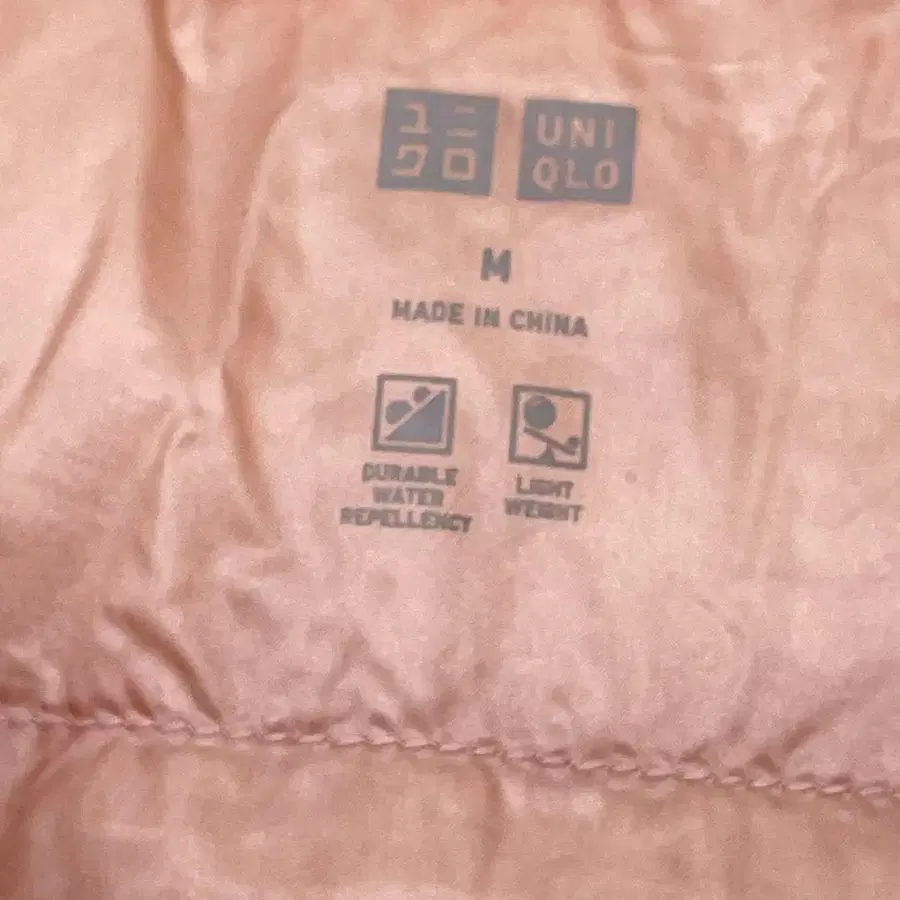 ユニ UNI
クロ QLO
M
MADE IN CHINA
DURABLE
WATER
REPELLENCY
LIGHT
WEIGHT